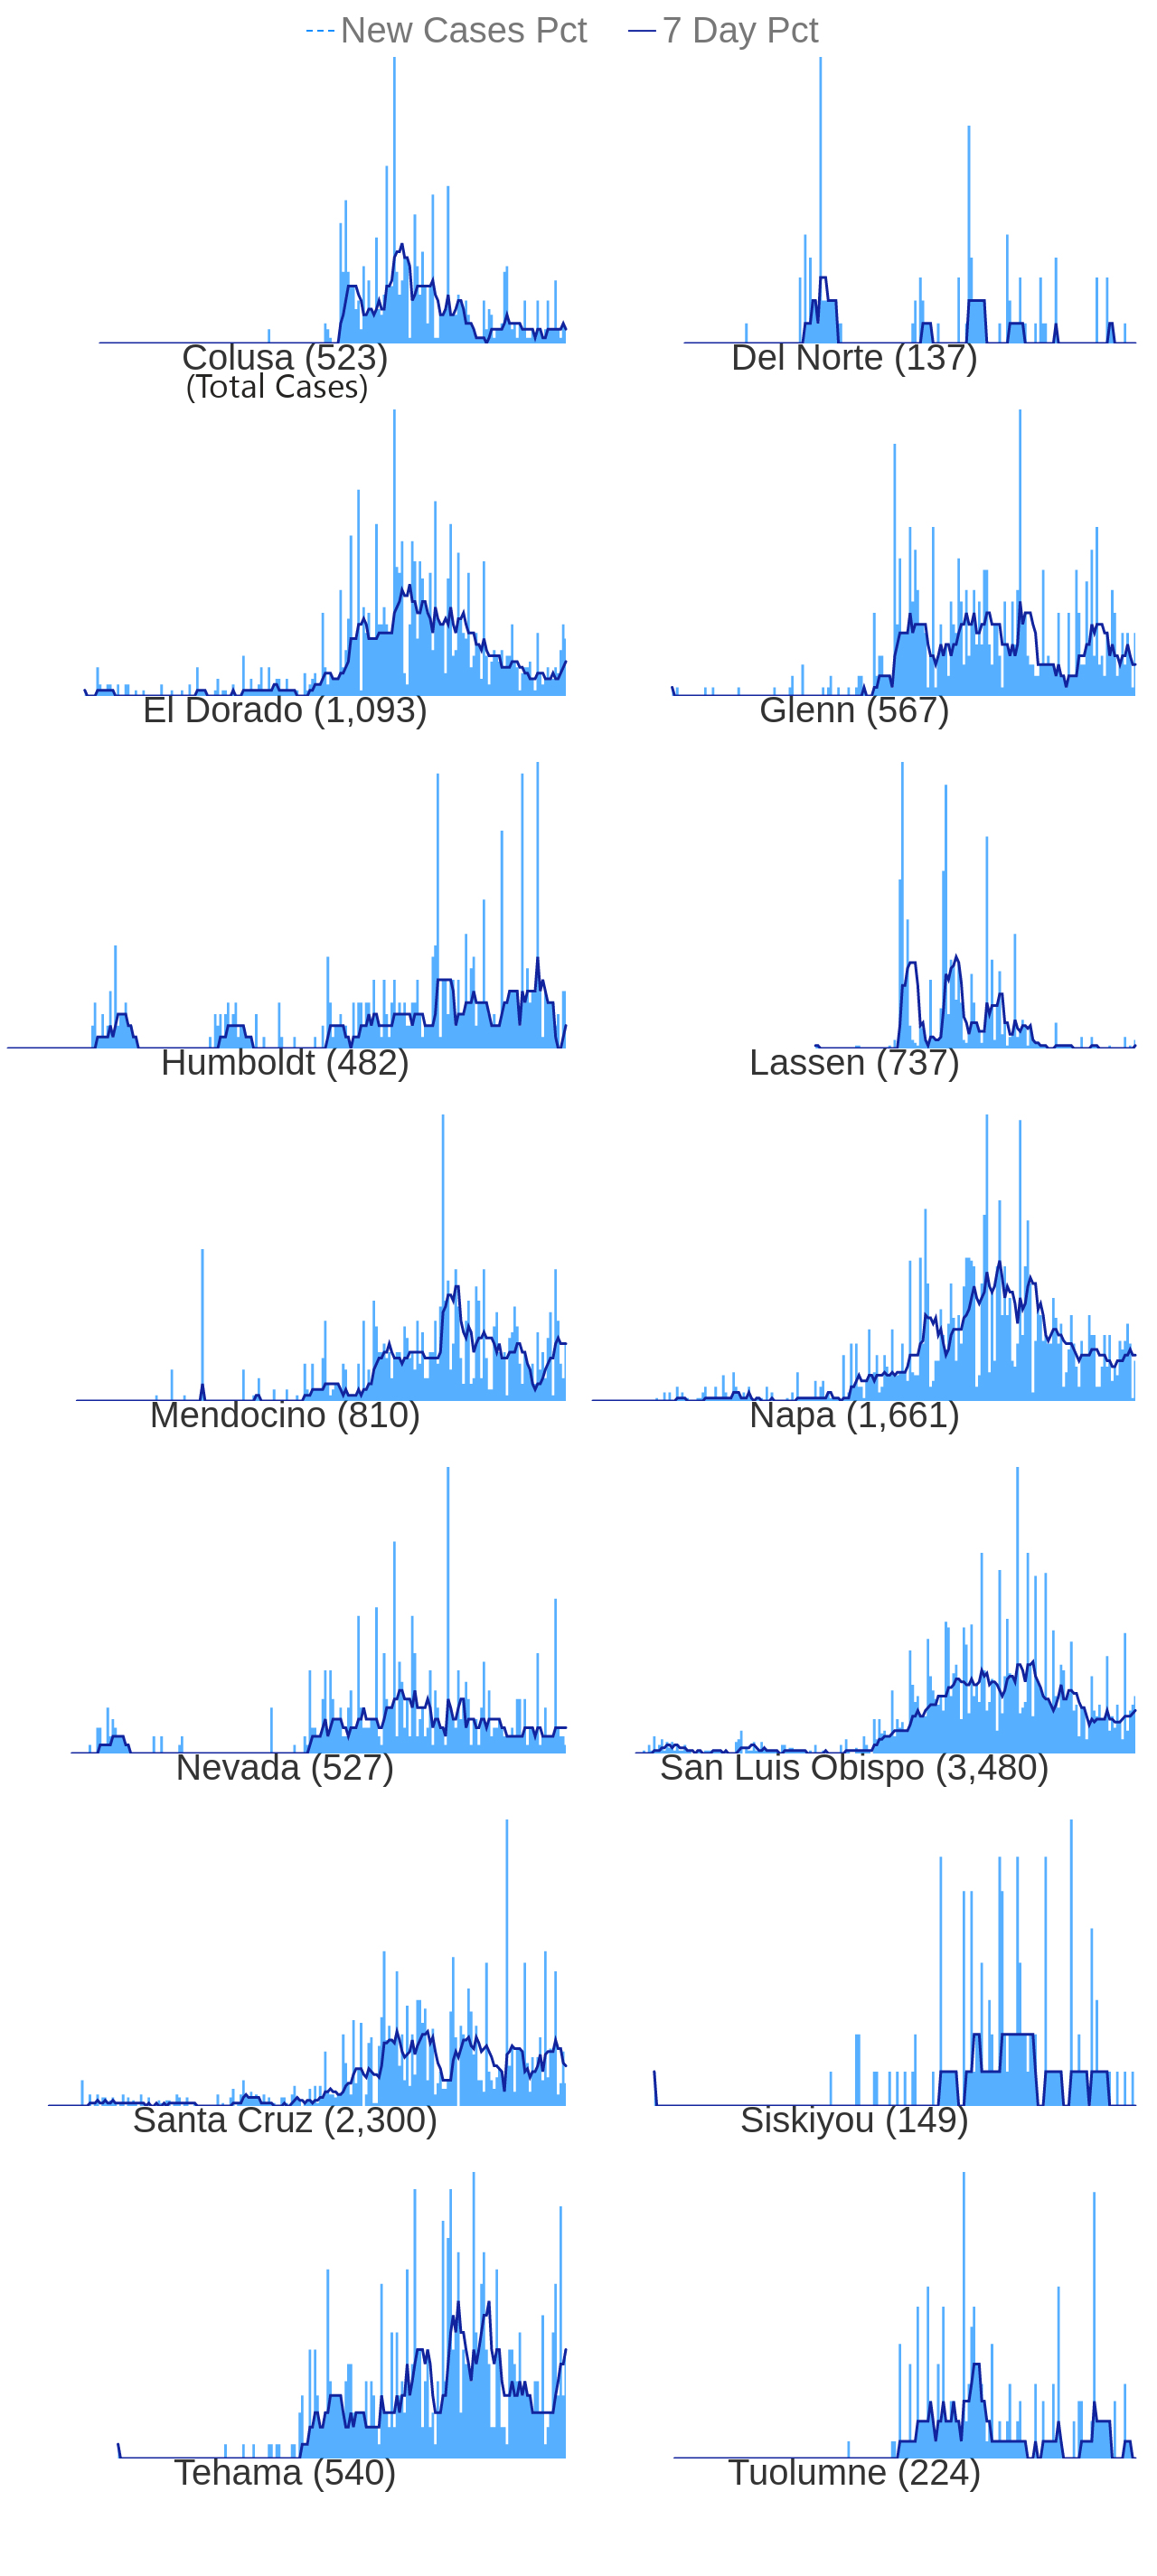 New Cases Pct 7 Day Pct
Colusa (523) Del Norte (137)
(Total Cases)
El Dorado (1,093) Glenn (567)
Humboldt (482) Lassen (737)
Mendocino (810) Napa (1,661)
Nevada (527) San Luis Obispo (3,480)
Santa Cruz (2,300) Siskiyou (149)
Tehama (540) Tuolumne (224)